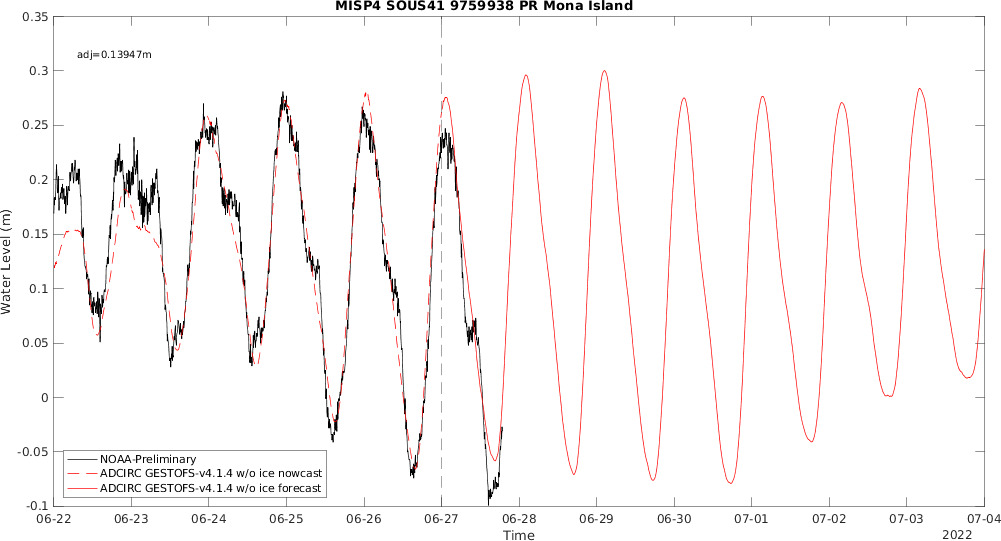 MISP4 SOUS41 9759938 PR Mona Island
adj=0.13947m
0.35
0.3
0.25
0.2
0.15
0.1
0.05
0
-0.05
-0.1
Water Level (m)
NOAA-Preliminary
ADCIRC GESTOFS-v4.1.4 w/o ice nowcast
ADCIRC GESTOFS-v4.1.4 w/o ice forecast
06-22 06-23 06-24 06-25 06-26 06-27 06-28 06-29 06-30 07-01 07-02 07-03 07-04
Time
2022